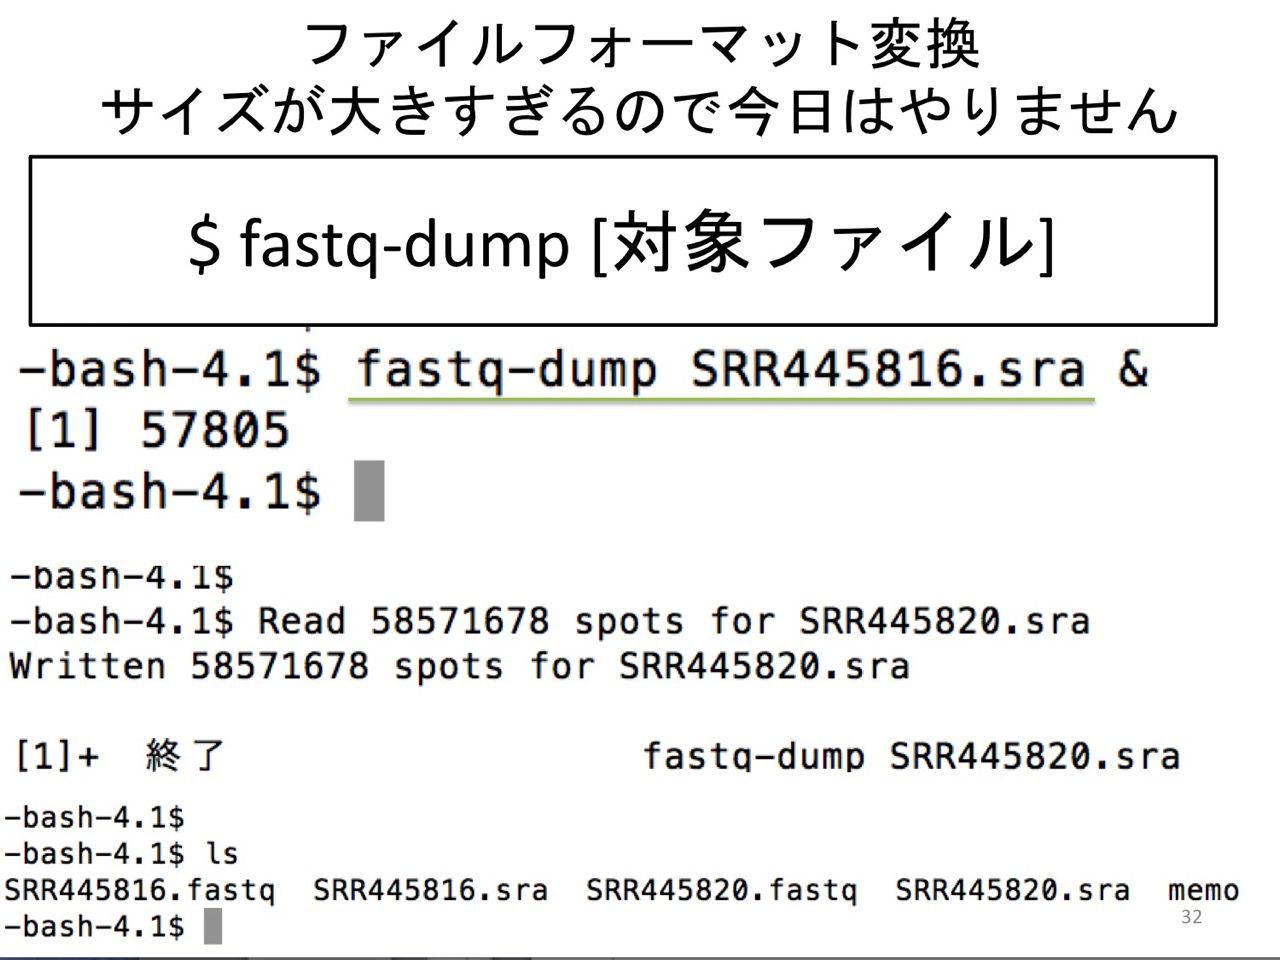 ファイルフォーマット変換
サイズが大きすぎるので今日はやりません
$ fastq-dump [対象ファイル]
-bash-4.1$ fastq-dump SRR445816.sra &
[1] 57805
-bash-4.1$
-bash-4.1$
-bash-4.1$ Read 58571678 spots for SRR445820.sra
Written 58571678 spots for SRR445820.sra
[1]+  終了                  fastq-dump SRR445820.sra
-bash-4.1$
-bash-4.1$ ls
SRR445816.fastq  SRR445816.sra  SRR445820.fastq  SRR445820.sra  memo
-bash-4.1$
32